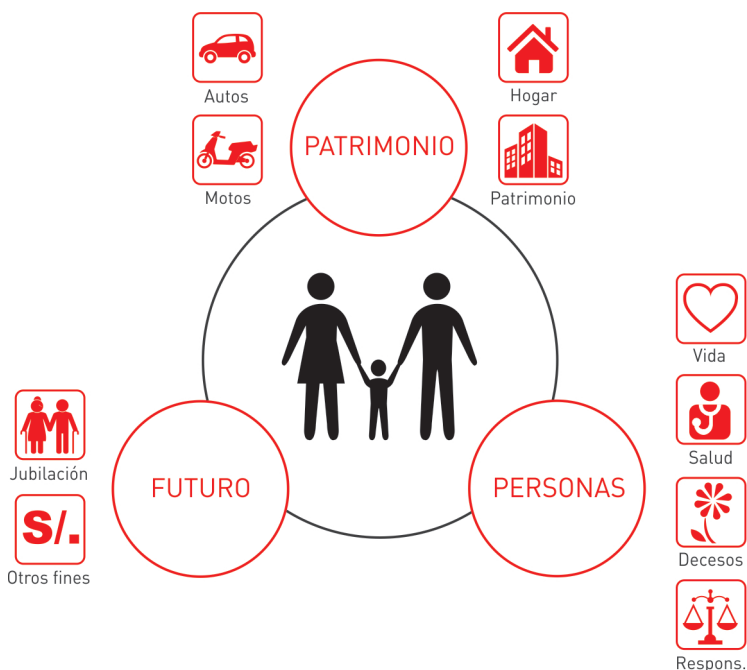 Autos
Hogar
PATRIMONIO
Motos
Patrimonio
Vida
Salud
Jubilación
FUTURO
PERSONAS
S/.
Otros fines
Decesos
Respons.